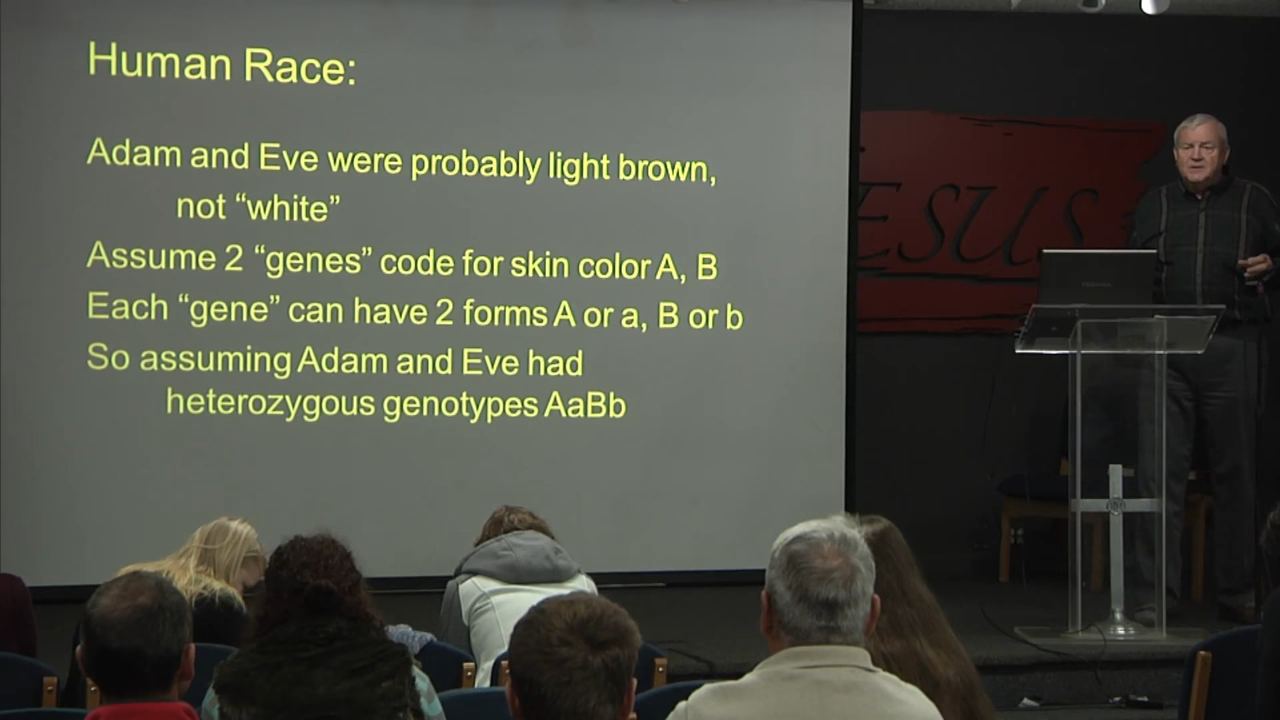 Human Race:
Adam and Eve were probably light brown,
not “white”
Assume 2 “genes” code for skin color A, B
Each “gene” can have 2 forms A or a, B or b
So assuming Adam and Eve had
heterozygous genotypes AaBb
ESUS